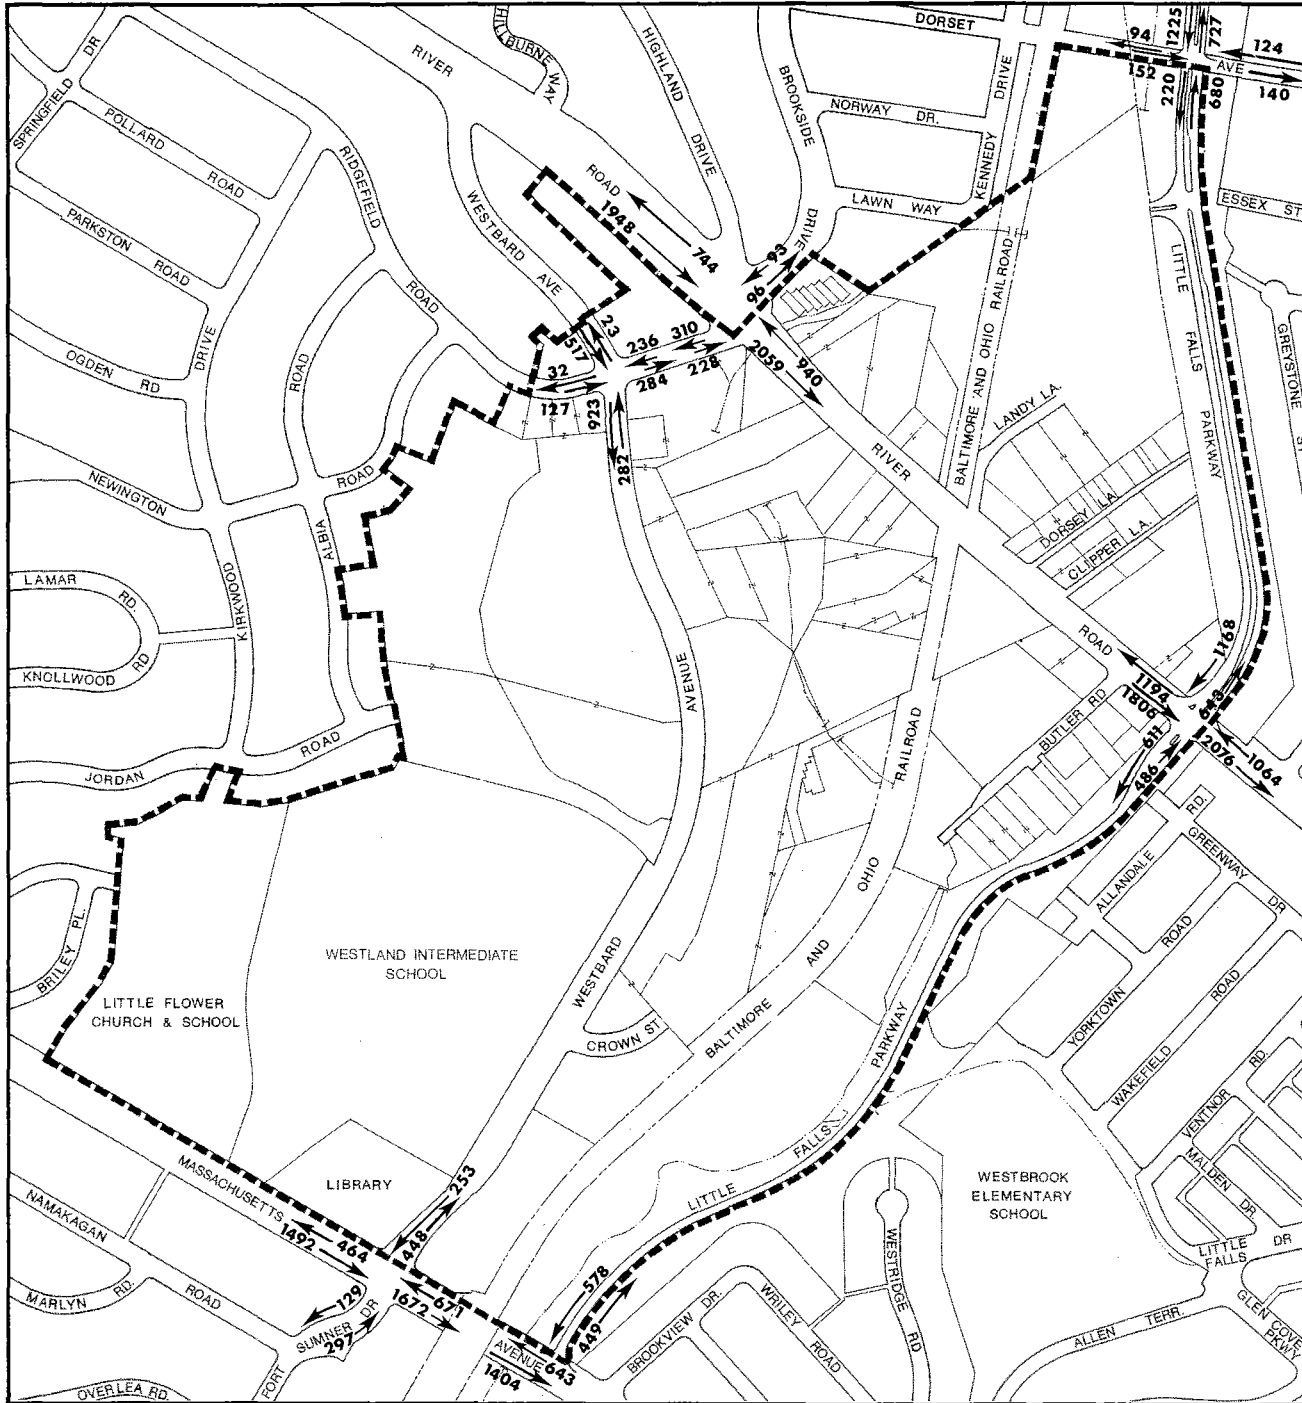 DORSET
94
1225
727
124
AVE
152
220
680
140
SPRINGFIELD DR
RIVER
HILLBURNE WAY
HIGHLAND DRIVE
BROOKSIDE
NORWAY DR.
KENNEDY DRIVE
POLLARD ROAD
RIDGEFIELD
ROAD
WESTBARD AVE
ROAD
1948
744
LAWN WAY
DRIVE
93
96
ESSEX ST
PARKSTON ROAD
LITTLE FALLS PARKWAY
BALTIMORE AND OHIO RAILROAD
GREYSTONE ST
23
517
236
310
284
228
2059
940
32
127
923
282
OGDEN RD
DRIVE
ROAD
ROAD
RIVER
LANDY LA.
DORSEY LA.
CLIPPER LA.
NEWINGTON
ALBIA
KIRKWOOD
LAMAR RD.
KNOLLWOOD RD
ROAD
1168
1194
1806
643
611
486
2076
1064
AVENUE
BUTLER RD
RAILROAD
JORDAN ROAD
RD.
GREENWAY DR
ALLANDALE
OHIO
ROAD
BRILEY PL.
WESTLAND INTERMEDIATE
SCHOOL
WESTBARD
AND
LITTLE FLOWER
CHURCH & SCHOOL
CROWN ST
BALTIMORE
PARKWAY
YORKTOWN
ROAD
WAKEFIELD
VENTNOR RD.
MALDEN DR.
MASSACHUSETTS
LIBRARY
253
448
LITTLE FALLS
WESTBROOK
ELEMENTARY
SCHOOL
NAMAKAGAN
ROAD
1492
464
129
SUMNER DR
297
1672
671
578
449
WESTRIDGE RD
LITTLE FALLS DR
MARLYN RD.
FORT
AVENUE
643
1404
BROOKVIEW DR.
WRILEY ROAD
ALLEN TERR.
GLEN COVE PKWY
OVERLEA RD.